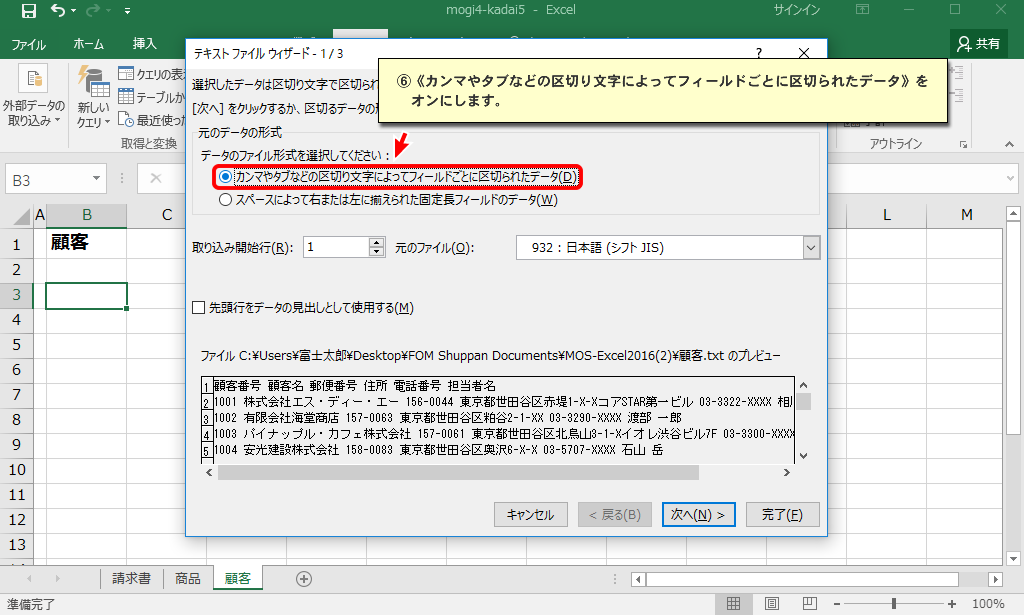 mogi4-kadai5 - Excel
サインイン
ファイル ホーム 挿入
共有
外部データの
取り込み
新しい
クエリ
クエリの表示
テーブルか
最近使った
取得と変換
アウトライン
テキスト ファイル ウィザード - 1 / 3
?
選択したデータは区切り文字で区切られ
[次へ] をクリックするか、区切るデータの形
⑥《カンマやタブなどの区切り文字によってフィールドごとに区切られたデータ》を
オンにします。
元のデータの形式
データのファイル形式を選択してください:
カンマやタブなどの区切り文字によってフィールドごとに区切られたデータ(D)
スペースによって右または左に揃えられた固定長フィールドのデータ(W)
取り込み開始行(R): 1 元のファイル(O): 932 : 日本語 (シフト JIS)
先頭行をデータの見出しとして使用する(M)
ファイル C:¥Users¥富士太郎¥Desktop¥FOM Shuppan Documents¥MOS-Excel2016(2)¥顧客.txt のプレビュー
1 顧客番号 顧客名 郵便番号 住所 電話番号 担当者名
2 1001 株式会社エス・ディー・エー 156-0044 東京都世田谷区赤堤1-X-XコアSTAR第一ビル 03-3322-XXXX 相川
3 1002 有限会社海堂商店 157-0063 東京都世田谷区粕谷2-1-XX 03-3290-XXXX 渡部 一郎
4 1003 パイナップル・カフェ株式会社 157-0061 東京都世田谷区北烏山3-1-Xイオレ渋谷ビル7F 03-3300-XXXX
5 1004 安光建設株式会社 158-0083 東京都世田谷区奥沢6-X-X 03-5707-XXXX 石山 岳
キャンセル < 戻る(B) 次へ(N) > 完了(F)
B3
A B C L M
1 顧客
2
3
4
5
6
7
8
9
10
11
12
13
請求書 商品 顧客
準備完了
100%